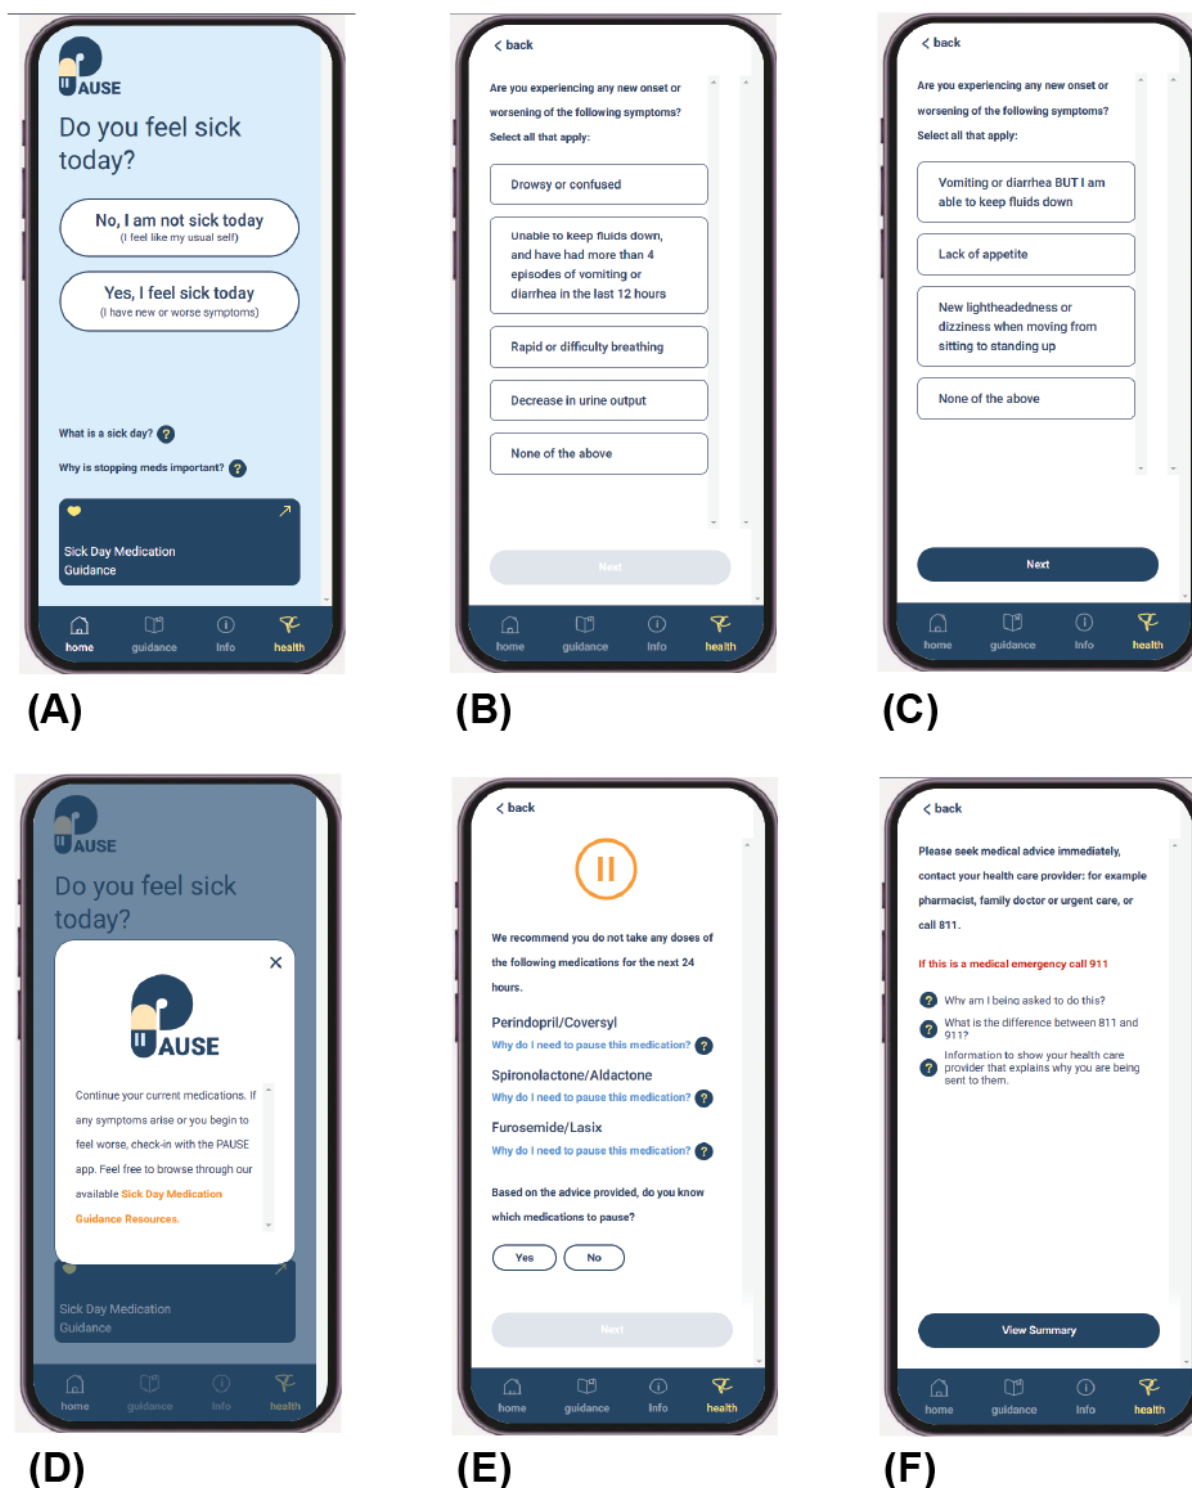 PAUSE
Do you feel sick
today?
No, I am not sick today
(I feel like my usual self)
Yes, I feel sick today
(I have new or worse symptoms)
What is a sick day? ?
Why is stopping meds important? ?
Sick Day Medication
Guidance
home guidance Info health
(A)
< back
Are you experiencing any new onset or
worsening of the following symptoms?
Select all that apply:
Drowsy or confused
Unable to keep fluids down,
and have had more than 4
episodes of vomiting or
diarrhea in the last 12 hours
Rapid or difficulty breathing
Decrease in urine output
None of the above
Next
home guidance Info health
(B)
< back
Are you experiencing any new onset or
worsening of the following symptoms?
Select all that apply:
Vomiting or diarrhea BUT I am
able to keep fluids down
Lack of appetite
New lightheadedness or
dizziness when moving from
sitting to standing up
None of the above
Next
home guidance Info health
(C)
PAUSE
Do you feel sick
today?
PAUSE
Continue your current medications. If
any symptoms arise or you begin to
feel worse, check-in with the PAUSE
app. Feel free to browse through our
available Sick Day Medication
Guidance Resources.
Sick Day Medication
Guidance
home guidance Info health
(D)
< back
We recommend you do not take any doses of
the following medications for the next 24
hours.
Perindopril/Coversyl
Why do I need to pause this medication? ?
Spironolactone/Aldactone
Why do I need to pause this medication? ?
Furosemide/Lasix
Why do I need to pause this medication? ?
Based on the advice provided, do you know
which medications to pause?
Yes No
Next
home guidance Info health
(E)
< back
Please seek medical advice immediately,
contact your health care provider: for example
pharmacist, family doctor or urgent care, or
call 811.
If this is a medical emergency call 911
? Why am I being asked to do this?
? What is the difference between 811 and
911?
? Information to show your health care
provider that explains why you are being
sent to them.
View Summary
home guidance Info health
(F)